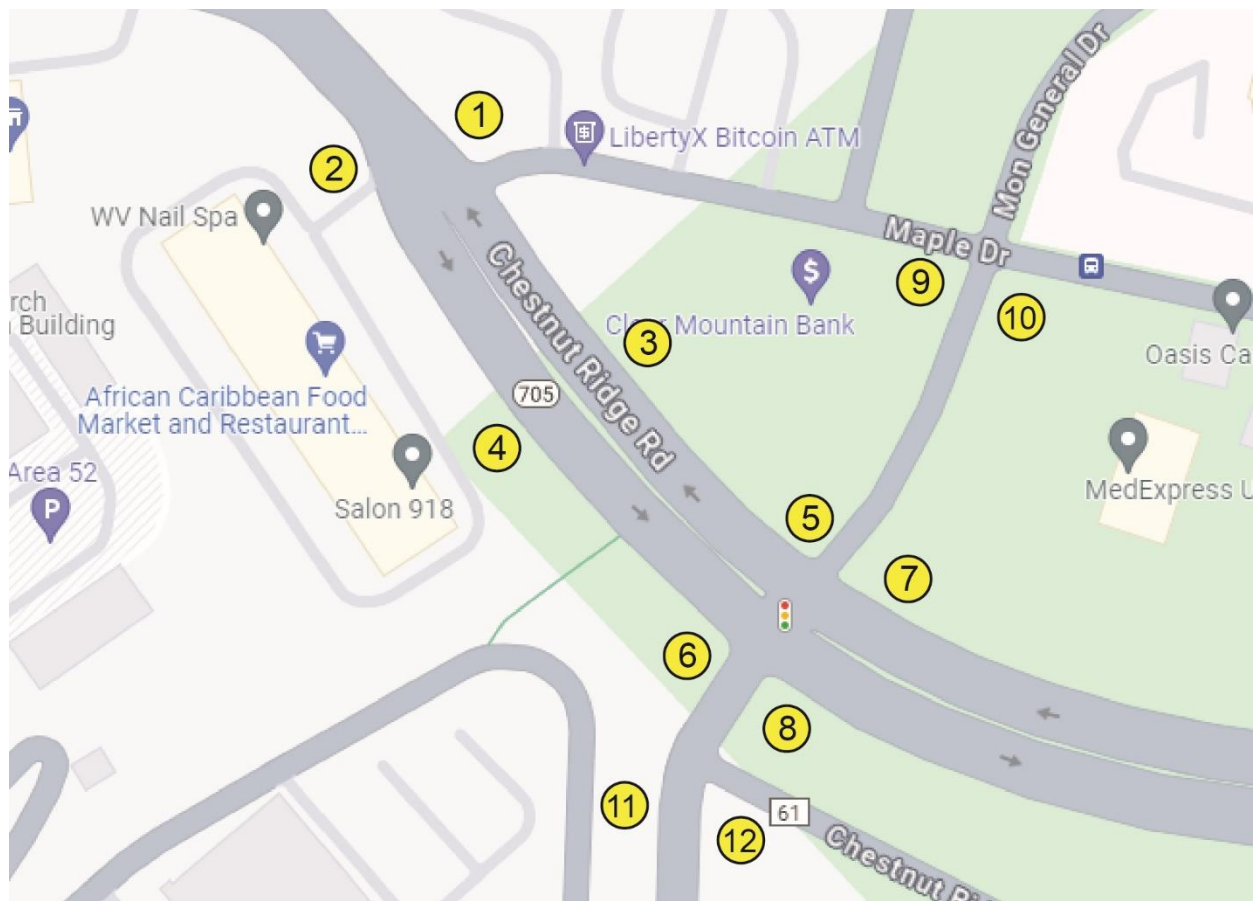 1
LibertyX Bitcoin ATM
Mon General Dr
2
WV Nail Spa
Maple Dr
9
10
Chestnut Ridge Rd
3
Clear Mountain Bank
rch
Building
Oasis Ca
African Caribbean Food
Market and Restaurant...
705
4
Area 52
P
Salon 918
MedExpress U
5
7
6
8
11
61
12
Chestnut Ri